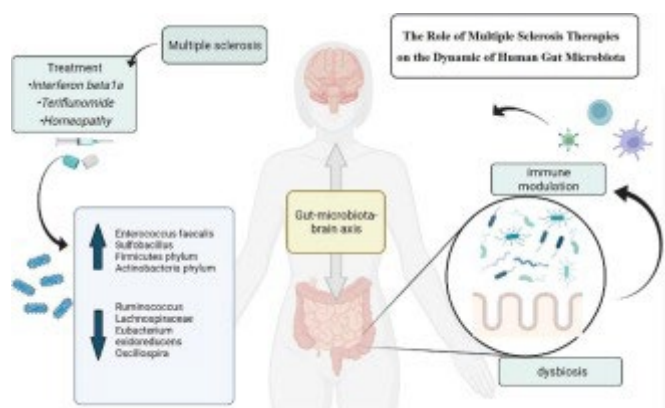 Multiple sclerosis
The Role of Multiple Sclerosis Therapies
on the Dynamic of Human Gut Microbiota
Treatment
•Interferon beta1a
•Teriflunomide
•Homeopathy
Immune
modulation
Gut-microbiota-
brain axis
Enterococcus faecalis
Sulfobacillus
Firmicutes phylum
Actinobacteria phylum
Ruminococcus
Lachnospiraceae
Eubacterium
oxidoreducens
Oscillospira
dysbiosis